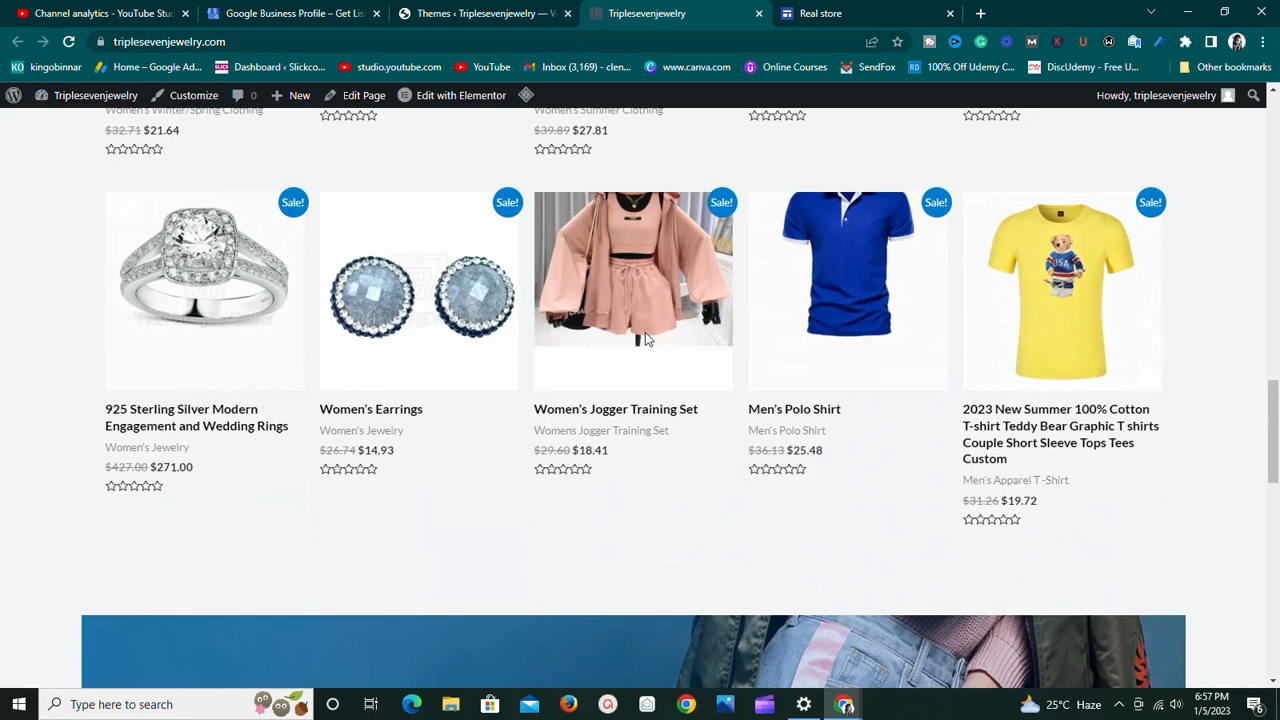 Channel analytics - YouTube Stu
Google Business Profile – Get Lis
Themes ‹ Triplesevenjewelry — W
Triplesevenjewelry
Real store
triplesevenjewelry.com
kingobinnar
Home – Google Ad...
Dashboard ‹ Slickco...
studio.youtube.com
YouTube
Inbox (3,169) - clen...
www.canva.com
Online Courses
SendFox
100% Off Udemy C...
DiscUdemy - Free U...
Other bookmarks
Triplesevenjewelry
Customize
0
New
Edit Page
Edit with Elementor
Howdy, triplesevenjewelry
Women's Winter/Spring Clothing
$32.71 $21.64
Women's Summer Clothing
$39.89 $27.81
Sale!
Sale!
Sale!
Sale!
Sale!
USA
925 Sterling Silver Modern
Engagement and Wedding Rings
Women's Jewelry
$427.00 $271.00
Women's Earrings
Women's Jewelry
$26.74 $14.93
Women's Jogger Training Set
Womens Jogger Training Set
$29.60 $18.41
Men's Polo Shirt
Men's Polo Shirt
$36.13 $25.48
2023 New Summer 100% Cotton
T-shirt Teddy Bear Graphic T shirts
Couple Short Sleeve Tops Tees
Custom
Men's Apparel T -Shirt
$31.26 $19.72
Type here to search
25°C Haze
6:57 PM
1/5/2023
6